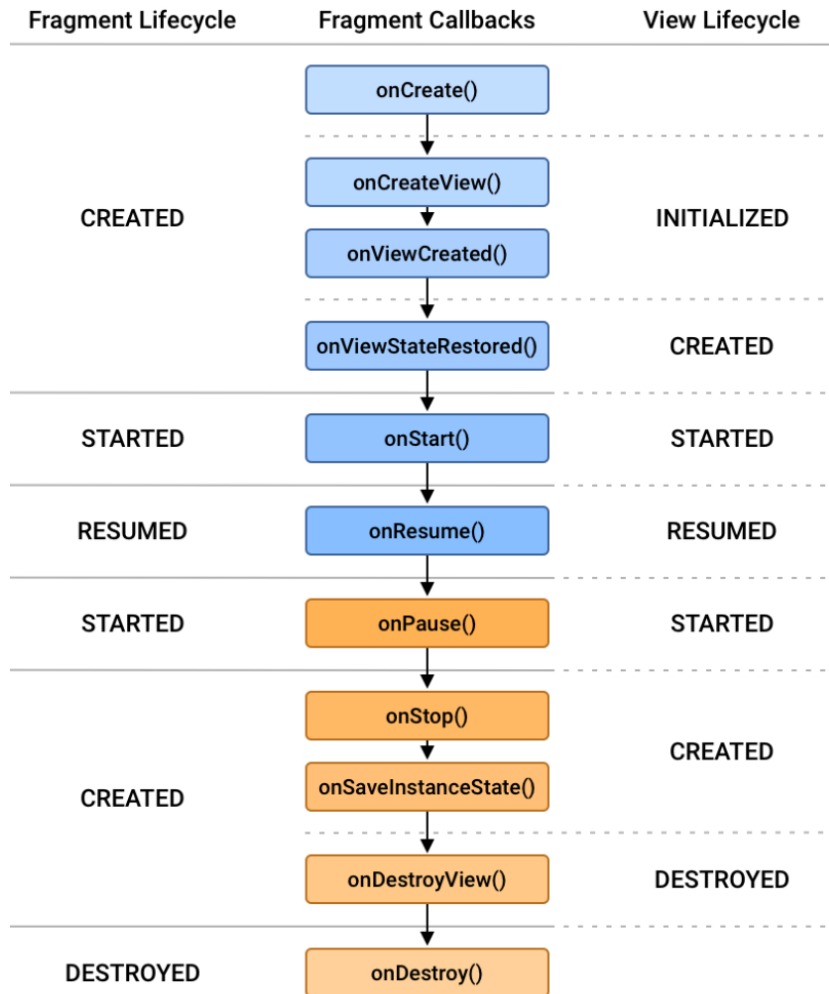 Fragment Lifecycle Fragment Callbacks View Lifecycle
onCreate()
onCreateView()
CREATED INITIALIZED
onViewCreated()
onViewStateRestored() CREATED
STARTED onStart() STARTED
RESUMED onResume() RESUMED
STARTED onPause() STARTED
onStop()
CREATED
onSaveInstanceState()
CREATED
onDestroyView() DESTROYED
DESTROYED onDestroy()